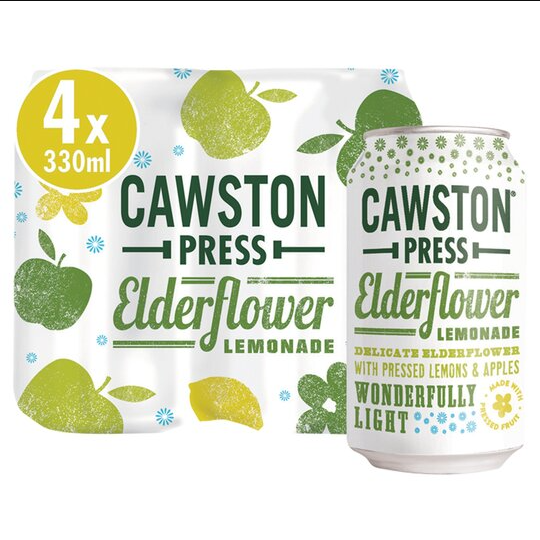 4x
330ml
CAWSTON
PRESS
Elderflower
LEMONADE
CAWSTON®
PRESS
Elderflower
LEMONADE
DELICATE ELDERFLOWER
WITH PRESSED LEMONS & APPLES
WONDERFULLY
LIGHT
MADE WITH
PRESSED FRUIT